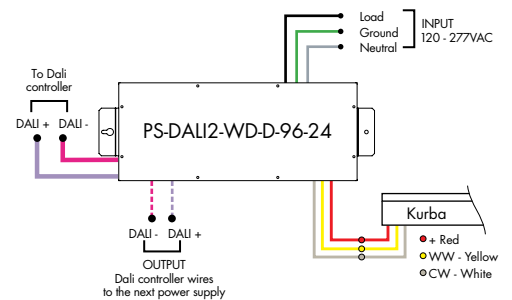 Load
Ground
Neutral
INPUT
120 - 277VAC
To Dali
controller
DALI + DALI -
PS-DALI2-WD-D-96-24
DALI - DALI +
OUTPUT
Dali controller wires
to the next power supply
Kurba
+ Red
WW - Yellow
CW - White